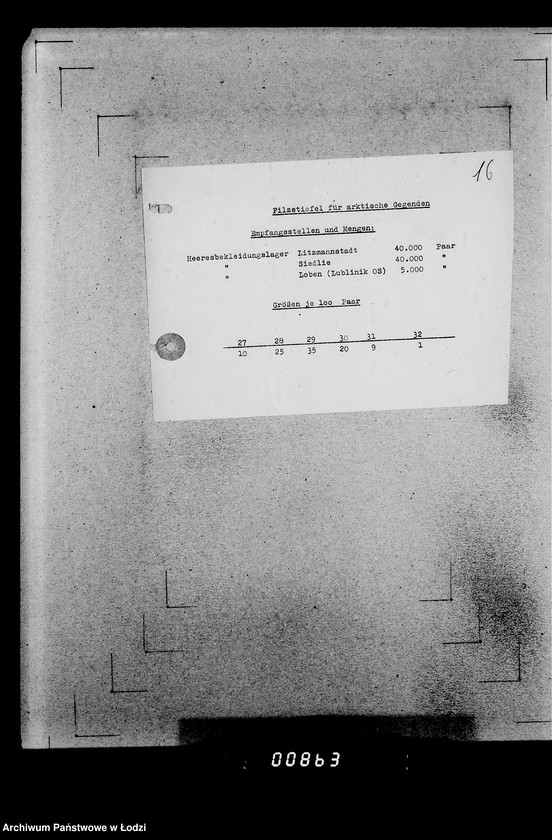 16
Filzstiefel für arktische Gegenden
Empfangsstellen und Mengen:
Heeresbekleidungslager Litzmannstadt 40.000 Paar
" Siedlie 40.000 "
" Loben (Lublinik OS) 5.000 "
Größen je loo Paar
27 28 29 30 31 32
10 25 35 20 9 1
00863
Archiwum Państwowe w Łodzi